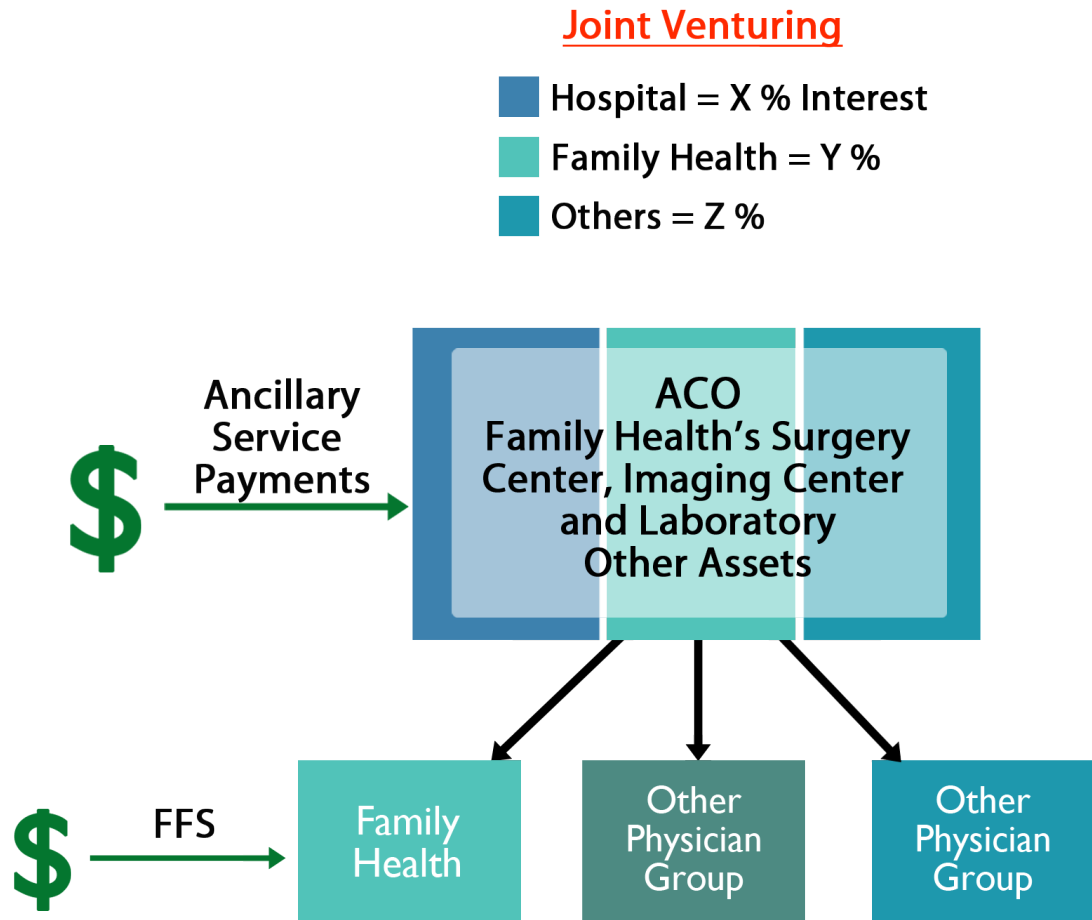 Joint Venturing
Hospital = X % Interest
Family Health = Y %
Others = Z %
Ancillary
Service
Payments
$
ACO
Family Health’s Surgery
Center, Imaging Center
and Laboratory
Other Assets
$
FFS
Family
Health
Other
Physician
Group
Other
Physician
Group